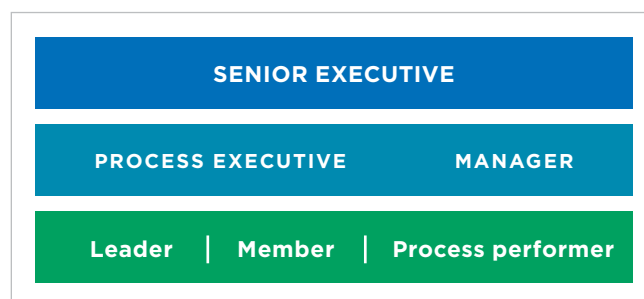 SENIOR EXECUTIVE
PROCESS EXECUTIVE MANAGER
Leader | Member | Process performer